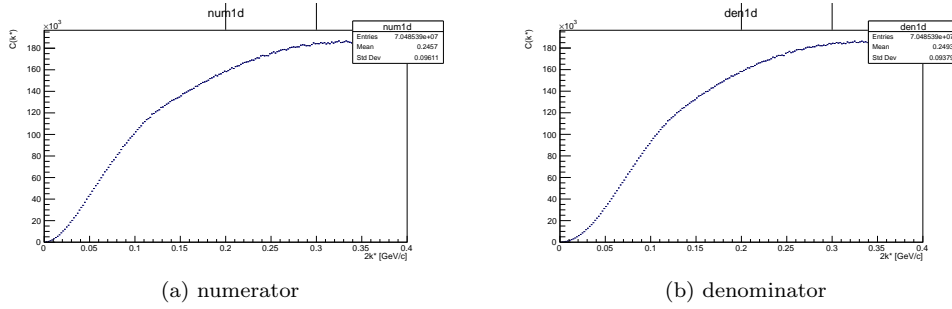 num1d
×10³
C(k*)
180
160
140
120
100
80
60
40
20
0
0 0.05 0.1 0.15 0.2 0.25 0.3 0.35 0.4
2k* [GeV/c]
num1d
Entries 7.048539e+07
Mean 0.2457
Std Dev 0.09611
(a) numerator
den1d
×10³
C(k*)
180
160
140
120
100
80
60
40
20
0
0 0.05 0.1 0.15 0.2 0.25 0.3 0.35 0.4
2k* [GeV/c]
den1d
Entries 7.048539e+07
Mean 0.2493
Std Dev 0.09379
(b) denominator